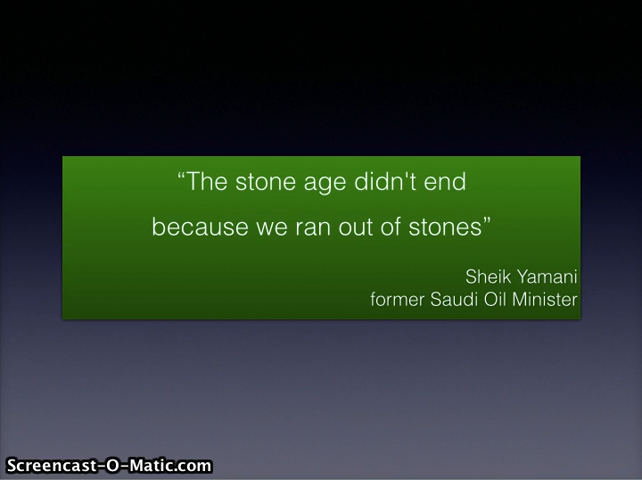 “The stone age didn't end
because we ran out of stones”
Sheik Yamani
former Saudi Oil Minister
Screencast-O-Matic.com